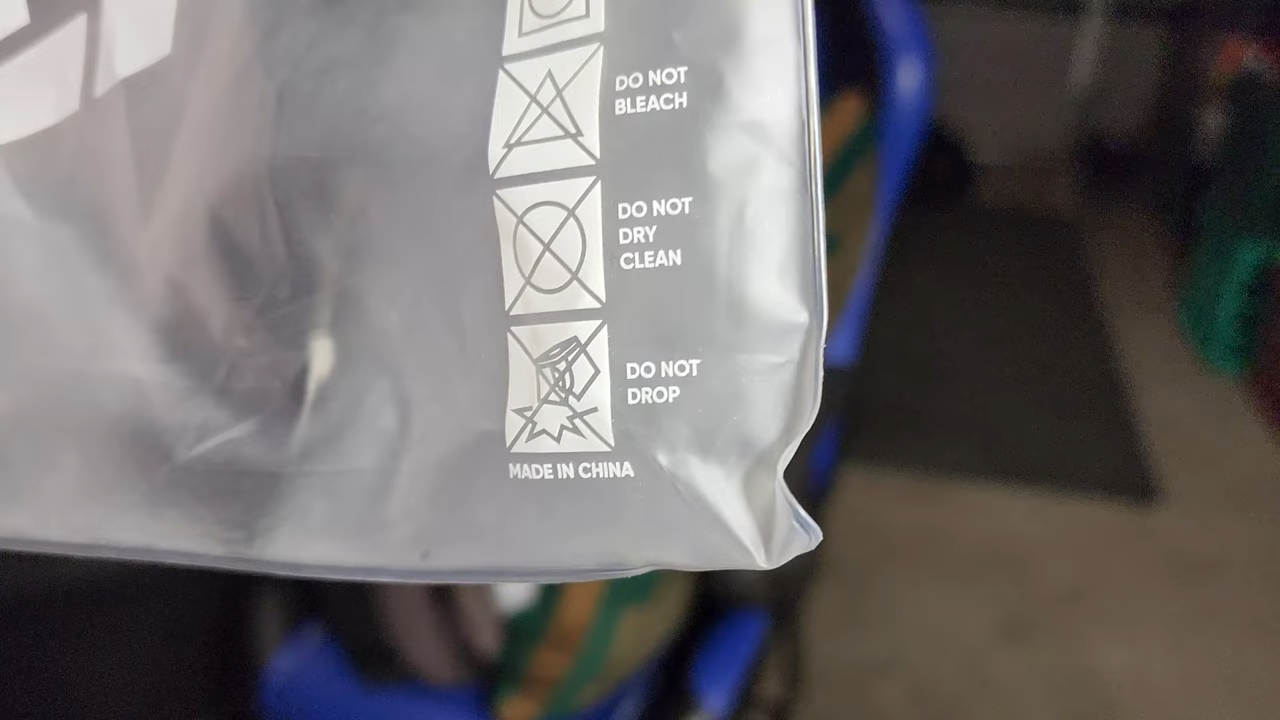 DO NOT
BLEACH
DO NOT
DRY
CLEAN
DO NOT
DROP
MADE IN CHINA